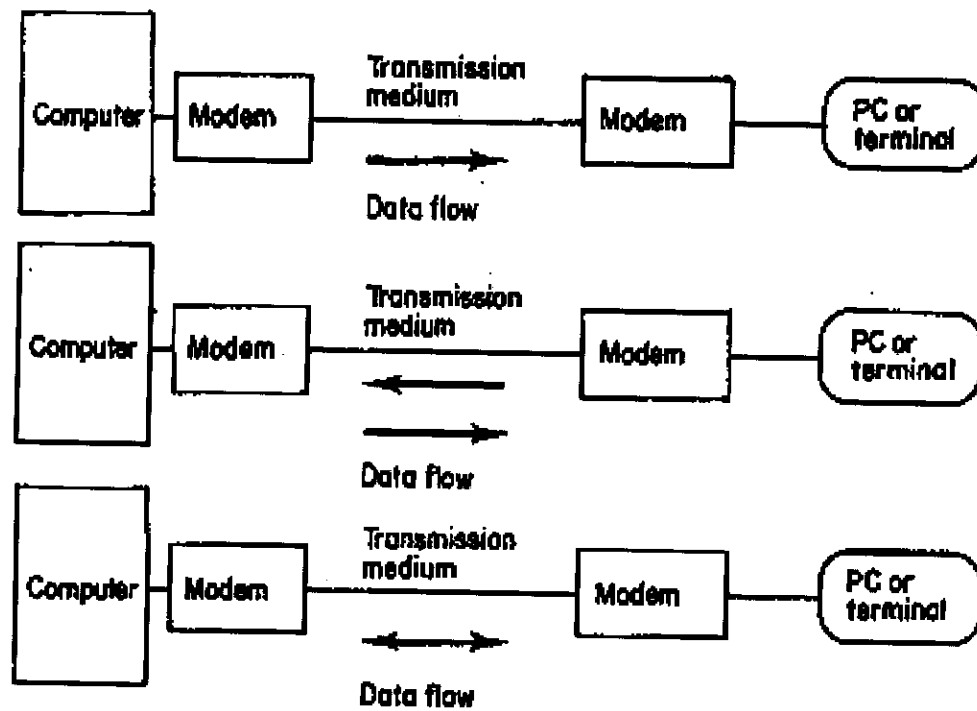 Computer
Modem
Transmission
medium
Data flow
Modem
PC or
terminal
Computer
Modem
Transmission
medium
Data flow
Modem
PC or
terminal
Computer
Modem
Transmission
medium
Data flow
Modem
PC or
terminal